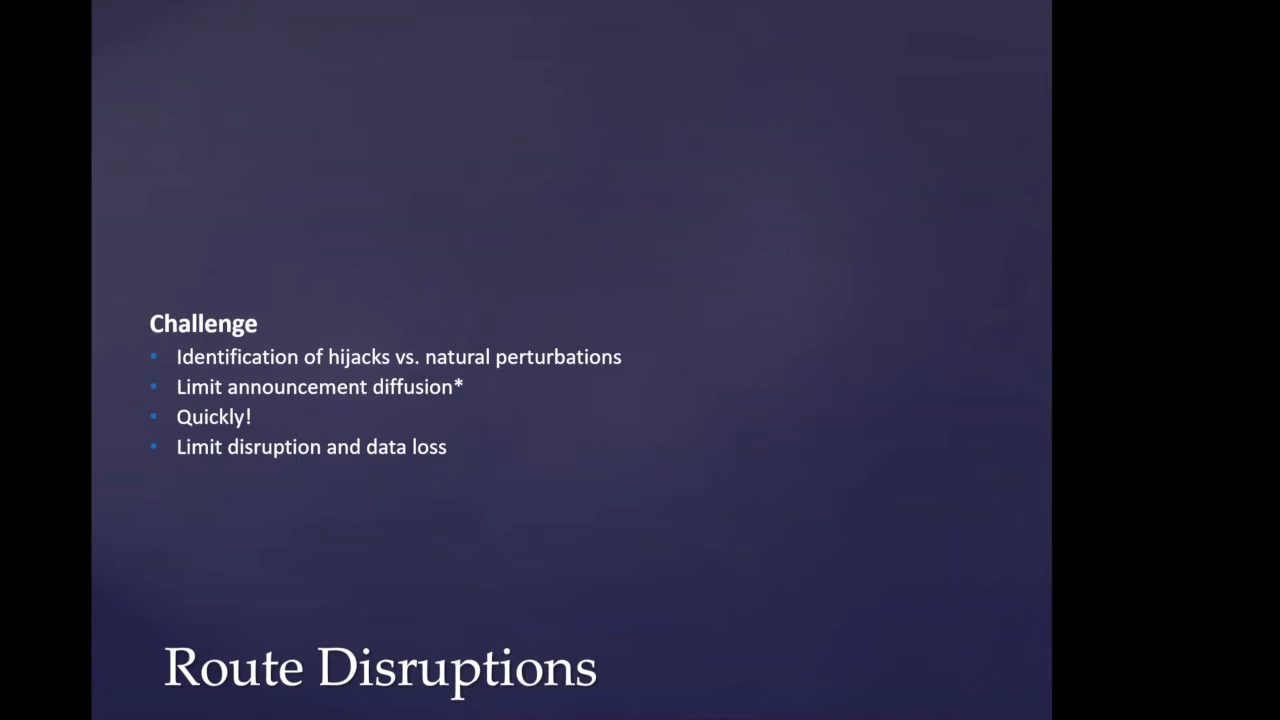 Challenge
• Identification of hijacks vs. natural perturbations
• Limit announcement diffusion*
• Quickly!
• Limit disruption and data loss
Route Disruptions